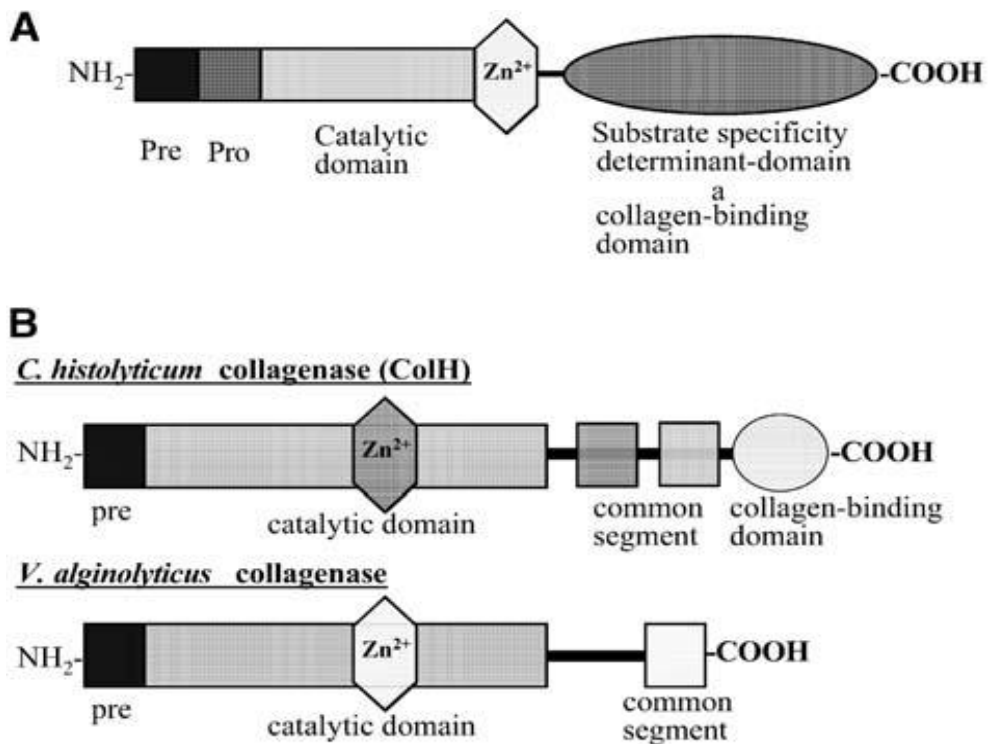 A
NH2-
Zn2+
-COOH
Pre
Pro
Catalytic
domain
Substrate specificity
determinant-domain
a
collagen-binding
domain
B
C. histolyticum collagenase (ColH)
NH2-
Zn2+
-COOH
pre
catalytic domain
common
segment
collagen-binding
domain
V. alginolyticus collagenase
NH2-
Zn2+
-COOH
pre
catalytic domain
common
segment